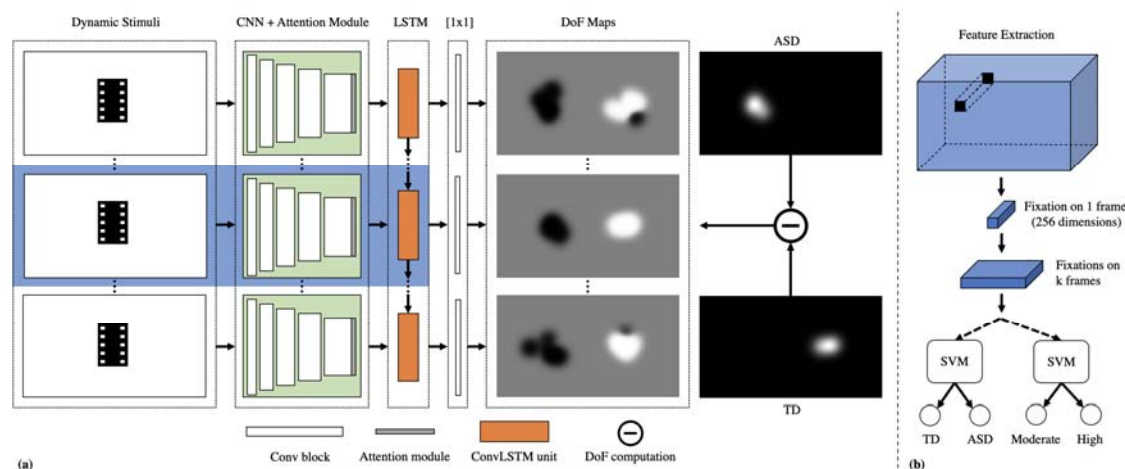 Dynamic Stimuli
CNN + Attention Module
LSTM
[1x1]
DoF Maps
ASD
TD
Conv block
Attention module
ConvLSTM unit
DoF computation
(a)
Feature Extraction
Fixation on 1 frame
(256 dimensions)
Fixations on
k frames
SVM
SVM
TD
ASD
Moderate
High
(b)